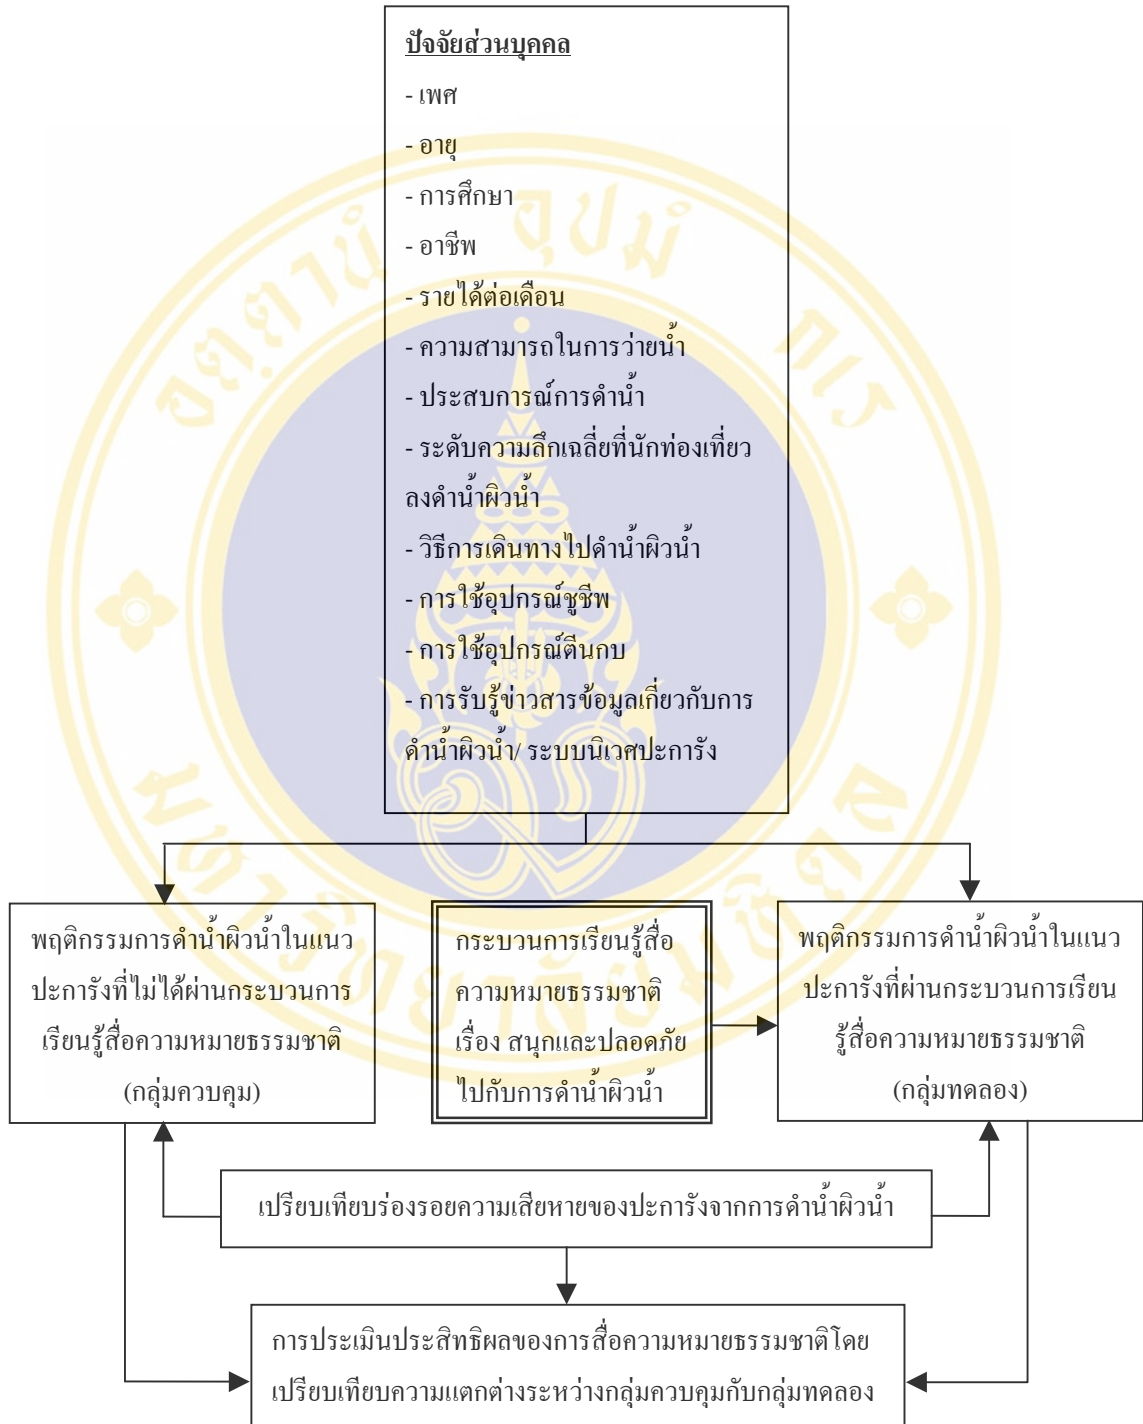 ปัจจัยส่วนบุคคล
- เพศ
- อายุ
- การศึกษา
- อาชีพ
- รายได้ต่อเดือน
- ความสามารถในการว่ายน้ำ
- ประสบการณ์การดำน้ำ
- ระดับความลึกเฉลี่ยที่นักท่องเที่ยว
ลงดำน้ำผิวน้ำ
- วิธีการเดินทางไปดำน้ำผิวน้ำ
- การใช้อุปกรณ์ชูชีพ
- การใช้อุปกรณ์ตีนกบ
- การรับรู้ข่าวสารข้อมูลเกี่ยวกับการ
ดำน้ำผิวน้ำ/ ระบบนิเวศปะการัง
พฤติกรรมการดำน้ำผิวน้ำในแนว
ปะการังที่ไม่ได้ผ่านกระบวนการ
เรียนรู้สื่อความหมายธรรมชาติ
(กลุ่มควบคุม)
กระบวนการเรียนรู้สื่อ
ความหมายธรรมชาติ
เรื่อง สนุกและปลอดภัย
ไปกับการดำน้ำผิวน้ำ
พฤติกรรมการดำน้ำผิวน้ำในแนว
ปะการังที่ผ่านกระบวนการเรียน
รู้สื่อความหมายธรรมชาติ
(กลุ่มทดลอง)
เปรียบเทียบร่องรอยความเสียหายของปะการังจากการดำน้ำผิวน้ำ
การประเมินประสิทธิผลของการสื่อความหมายธรรมชาติโดย
เปรียบเทียบความแตกต่างระหว่างกลุ่มควบคุมกับกลุ่มทดลอง
อตฺตานํ อุปมํ กเร
มหาวิทยาลัยมหิดล